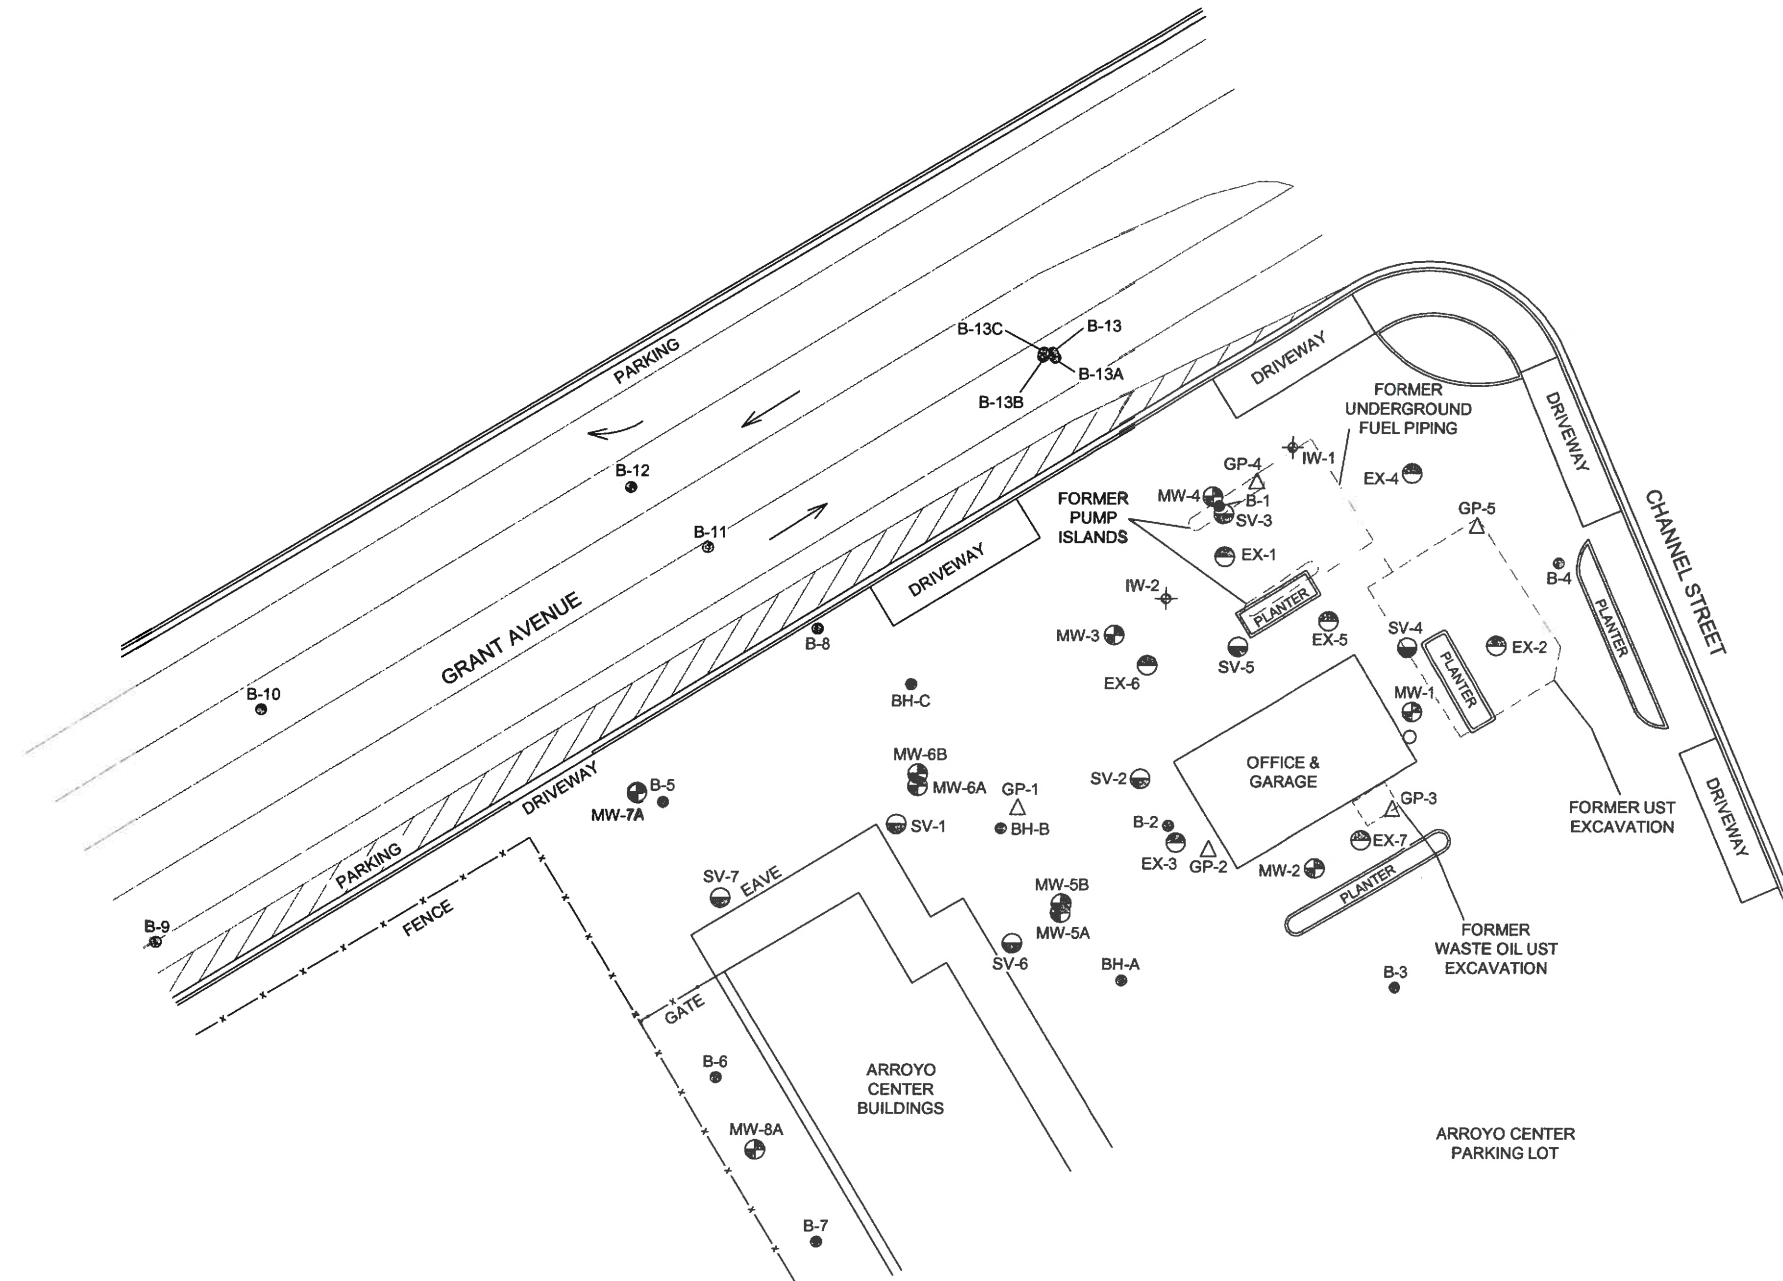 B-13C
B-13
PARKING
B-13A
B-13B
DRIVEWAY
FORMER
UNDERGROUND
FUEL PIPING
DRIVEWAY
B-12
GP-4
IW-1
EX-4
MW-4
B-1
SV-3
FORMER
PUMP
ISLANDS
GP-5
CHANNEL STREET
B-11
EX-1
DRIVEWAY
B-4
IW-2
PLANTER
GRANT AVENUE
PLANTER
B-8
MW-3
EX-5
SV-4
EX-2
SV-5
EX-6
PLANTER
B-10
BH-C
MW-1
MW-6B
OFFICE &
GARAGE
SV-2
B-5
MW-6A
GP-1
DRIVEWAY
MW-7A
GP-3
FORMER UST
EXCAVATION
DRIVEWAY
SV-1
BH-B
B-2
EX-7
EX-3
GP-2
MW-2
PARKING
SV-7
EAVE
PLANTER
MW-5B
FENCE
B-9
MW-5A
FORMER
WASTE OIL UST
EXCAVATION
SV-6
BH-A
B-3
GATE
B-6
ARROYO
CENTER
BUILDINGS
MW-8A
ARROYO CENTER
PARKING LOT
B-7